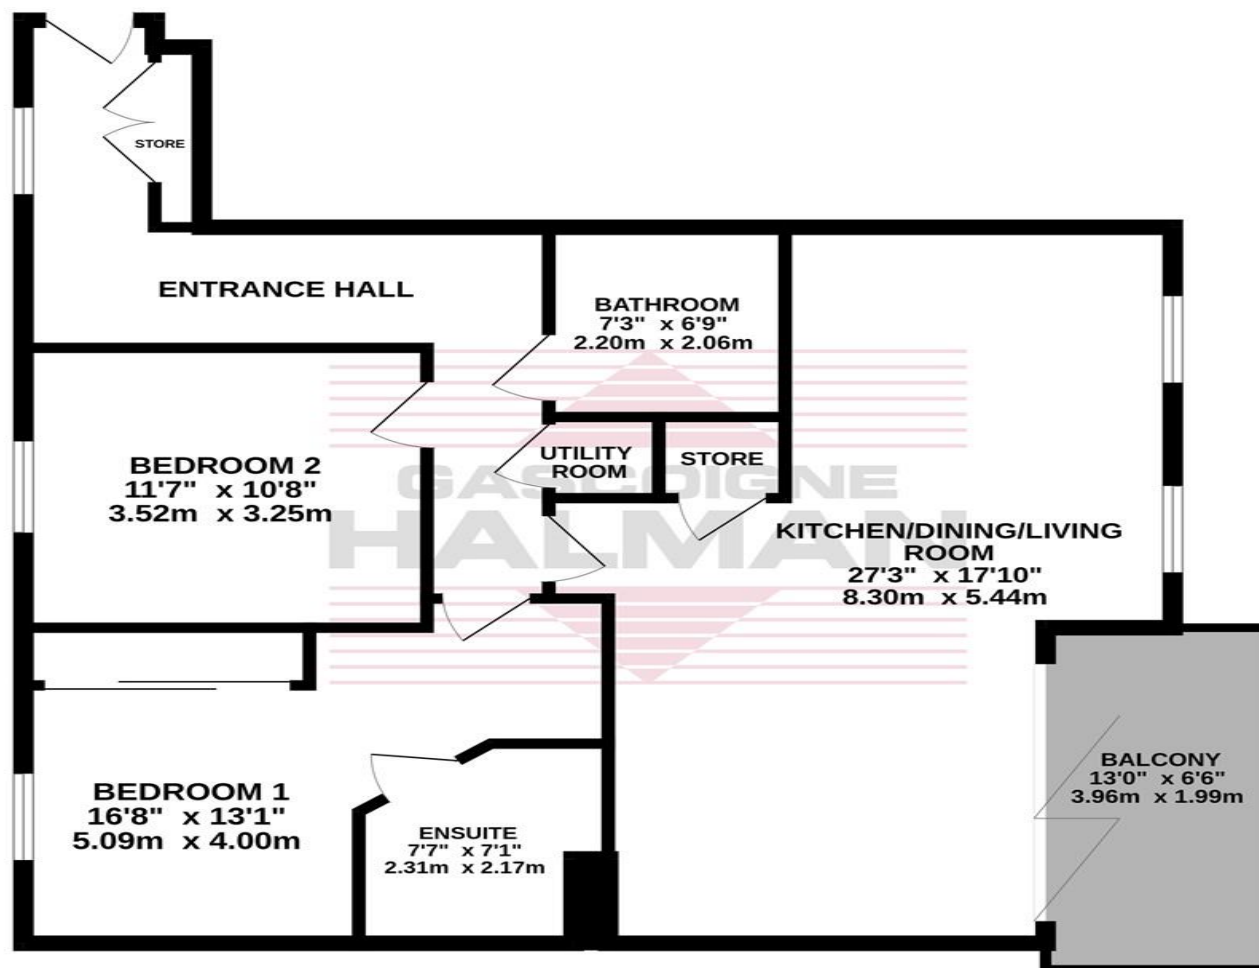 STORE
ENTRANCE HALL
BATHROOM
7'3" x 6'9"
2.20m x 2.06m
BEDROOM 2
11'7" x 10'8"
3.52m x 3.25m
UTILITY
ROOM
STORE
GASCOIGNE
HALMAN
KITCHEN/DINING/LIVING
ROOM
27'3" x 17'10"
8.30m x 5.44m
BEDROOM 1
16'8" x 13'1"
5.09m x 4.00m
ENSUITE
7'7" x 7'1"
2.31m x 2.17m
BALCONY
13'0" x 6'6"
3.96m x 1.99m